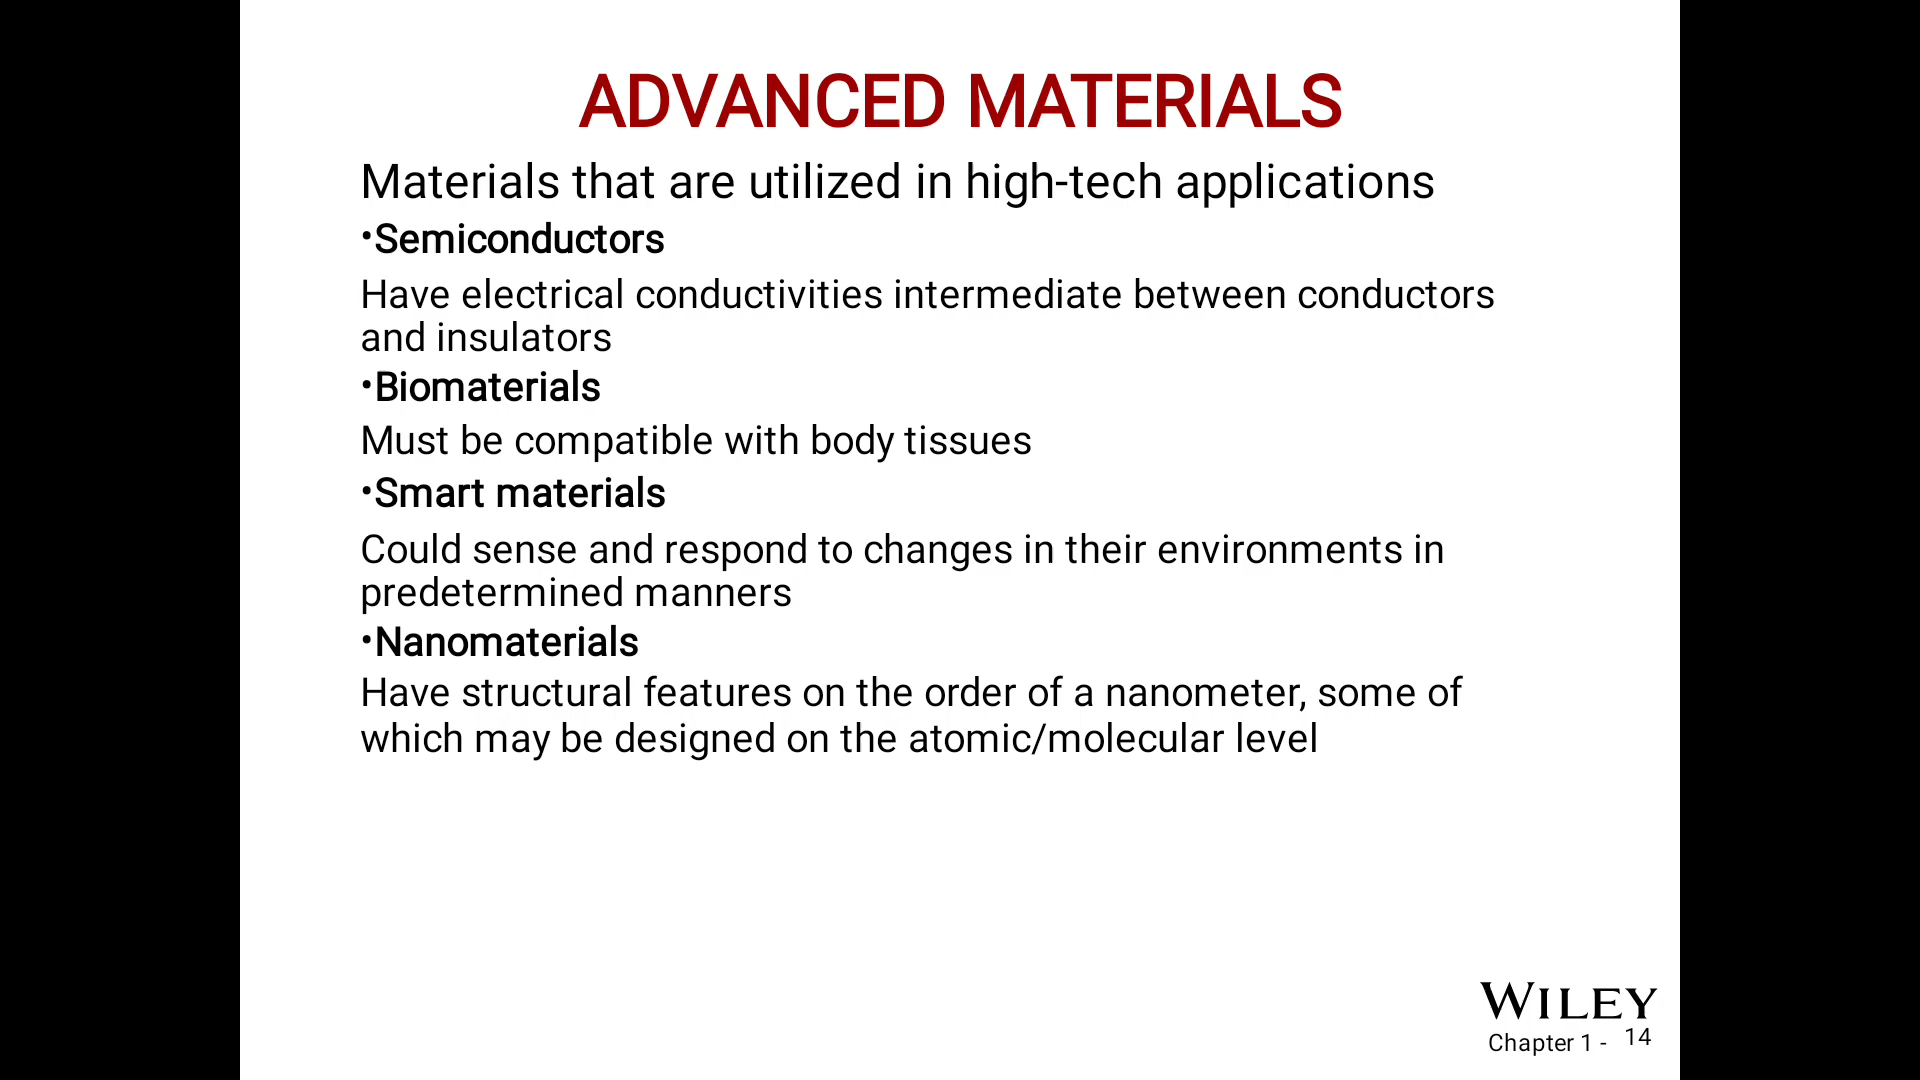 ADVANCED MATERIALS
Materials that are utilized in high-tech applications
•Semiconductors
Have electrical conductivities intermediate between conductors
and insulators
•Biomaterials
Must be compatible with body tissues
•Smart materials
Could sense and respond to changes in their environments in
predetermined manners
•Nanomaterials
Have structural features on the order of a nanometer, some of
which may be designed on the atomic/molecular level
WILEY
Chapter 1 - 14